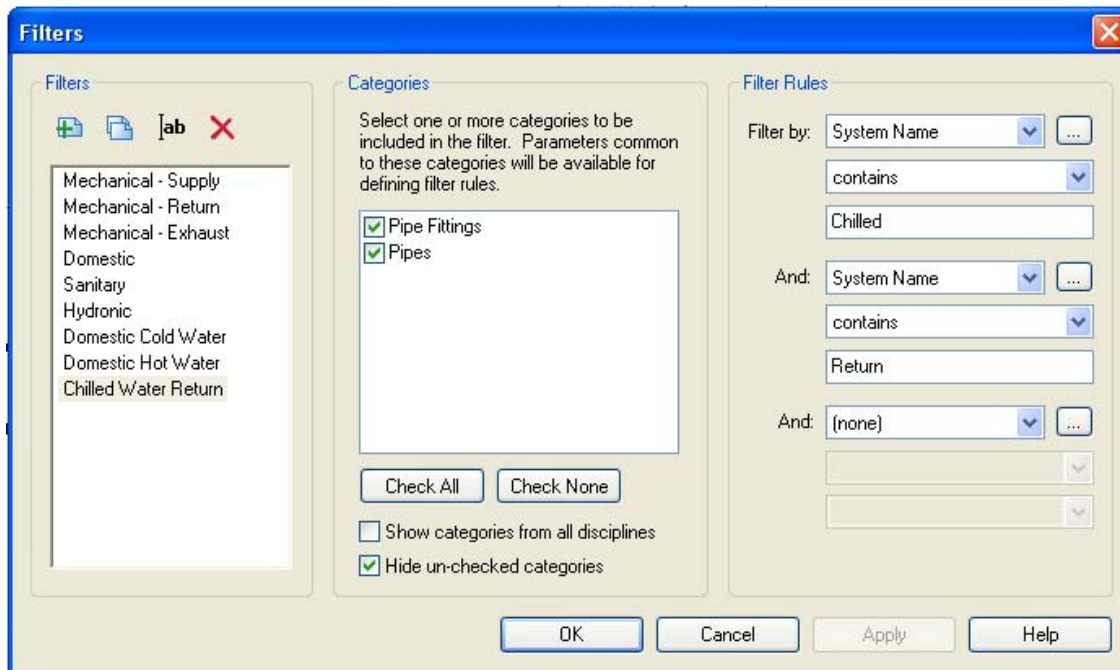 Filters
Filters
ab
Mechanical - Supply
Mechanical - Return
Mechanical - Exhaust
Domestic
Sanitary
Hydronic
Domestic Cold Water
Domestic Hot Water
Chilled Water Return
Categories
Select one or more categories to be
included in the filter. Parameters common
to these categories will be available for
defining filter rules.
Pipe Fittings
Pipes
Check All Check None
Show categories from all disciplines
Hide un-checked categories
Filter Rules
Filter by: System Name ...
contains
Chilled
And: System Name ...
contains
Return
And: (none) ...
OK Cancel Apply Help